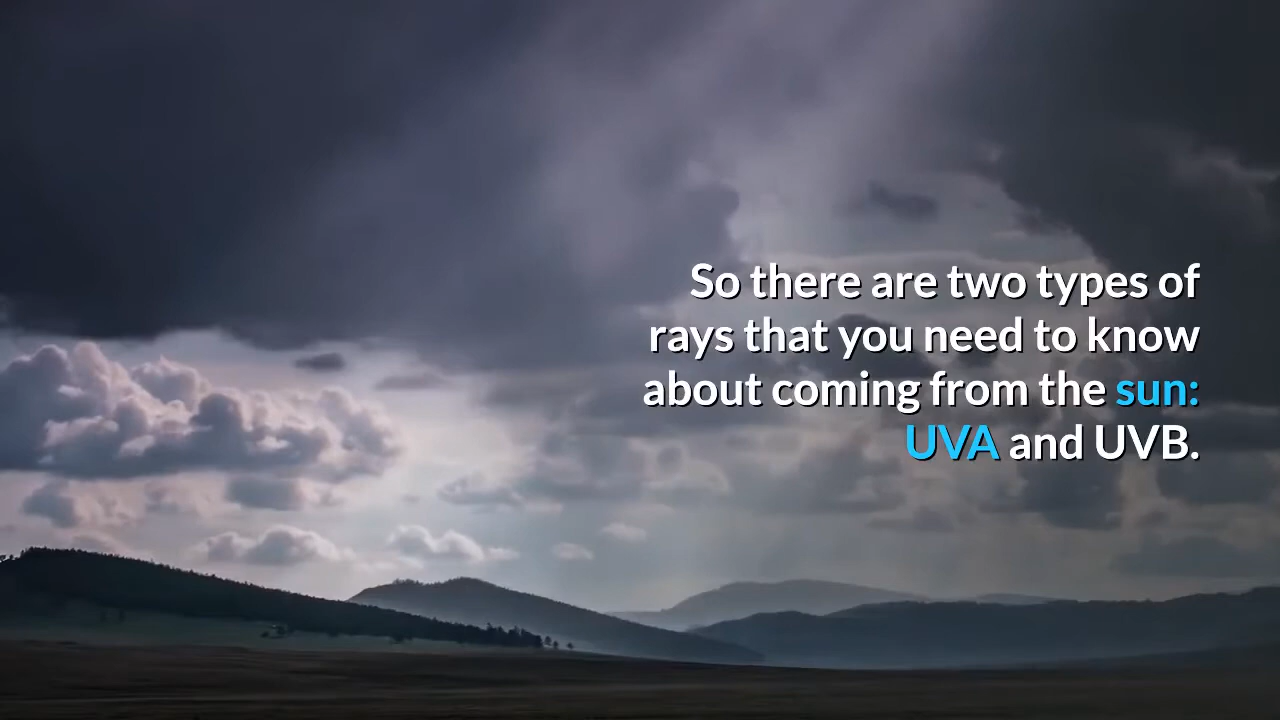 So there are two types of
rays that you need to know
about coming from the sun:
UVA and UVB.